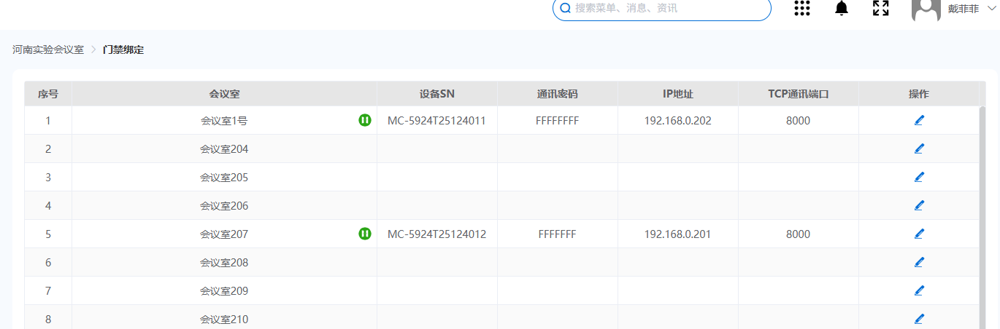 搜索菜单、消息、资讯
戴菲菲
河南实验会议室 > 门禁绑定
序号 会议室 设备SN 通讯密码 IP地址 TCP通讯端口 操作
1 会议室1号 MC-5924T25124011 FFFFFFFF 192.168.0.202 8000
2 会议室204
3 会议室205
4 会议室206
5 会议室207 MC-5924T25124012 FFFFFFF 192.168.0.201 8000
6 会议室208
7 会议室209
8 会议室210